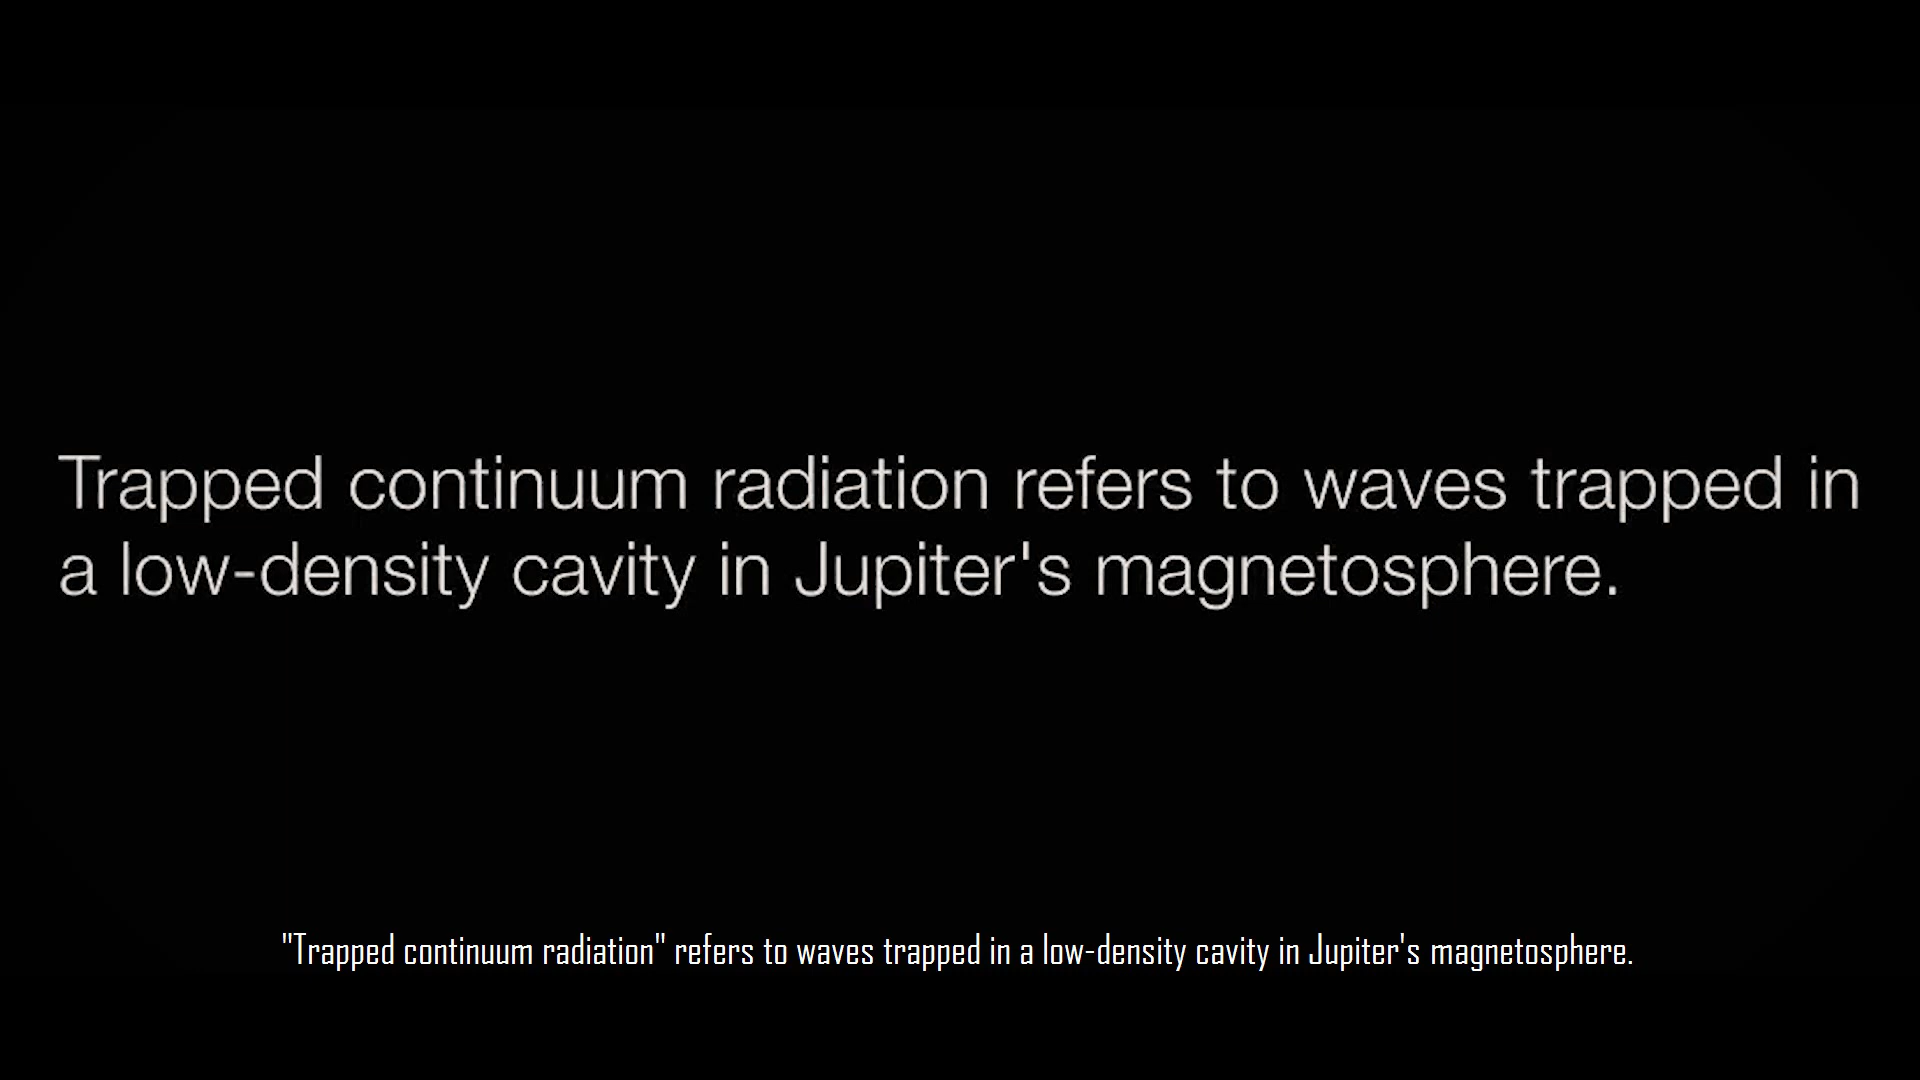 Trapped continuum radiation refers to waves trapped in
a low-density cavity in Jupiter's magnetosphere.
"Trapped continuum radiation" refers to waves trapped in a low-density cavity in Jupiter's magnetosphere.